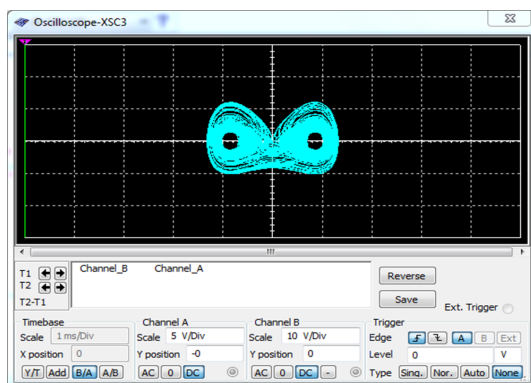 Oscilloscope-XSC3
T1 Channel_B Channel_A
T2
T2-T1
Reverse
Save
Ext. Trigger
Timebase Channel A Channel B Trigger
Scale 1 ms/Div Scale 5 V/Div Scale 10 V/Div Edge A B Ext
X position 0 Y position -0 Y position 0 Level 0 V
Y/T Add B/A A/B AC 0 DC AC 0 DC - Type Sing. Nor. Auto None